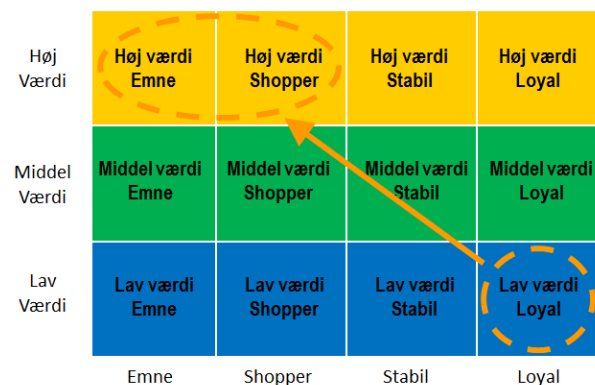 Høj
Værdi
Høj værdi
Emne
Høj værdi
Shopper
Høj værdi
Stabil
Høj værdi
Loyal
Middel
Værdi
Middel værdi
Emne
Middel værdi
Shopper
Middel værdi
Stabil
Middel værdi
Loyal
Lav
Værdi
Lav værdi
Emne
Lav værdi
Shopper
Lav værdi
Stabil
Lav værdi
Loyal
Emne
Shopper
Stabil
Loyal